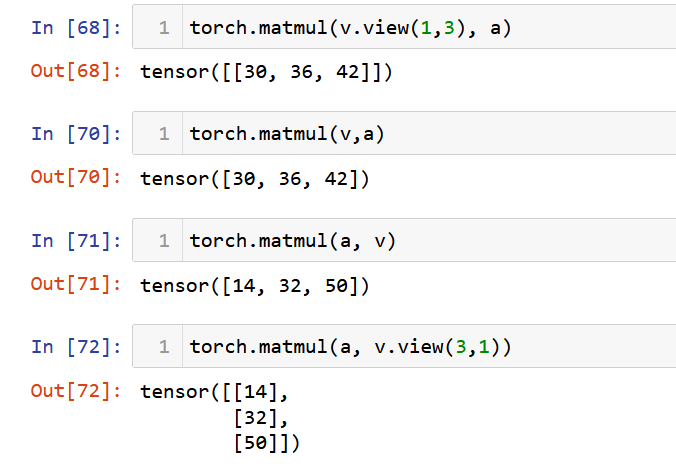 In [68]: 1 torch.matmul(v.view(1,3), a)
Out[68]: tensor([[30, 36, 42]])
In [70]: 1 torch.matmul(v,a)
Out[70]: tensor([30, 36, 42])
In [71]: 1 torch.matmul(a, v)
Out[71]: tensor([14, 32, 50])
In [72]: 1 torch.matmul(a, v.view(3,1))
Out[72]: tensor([[14],
[32],
[50]])